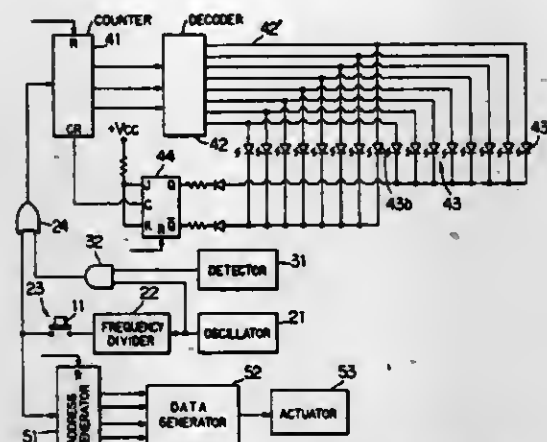 COUNTER
DECODER
R
41
42'
CR
42
+Vcc
44
J
Q
C
K
R
Q̅
43
43b
43
24
32
DETECTOR
31
23
11
22
FREQUENCY
DIVIDER
OSCILLATOR
21
R
ADDRESS
GENERATOR
51
52
DATA
GENERATOR
53
ACTUATOR